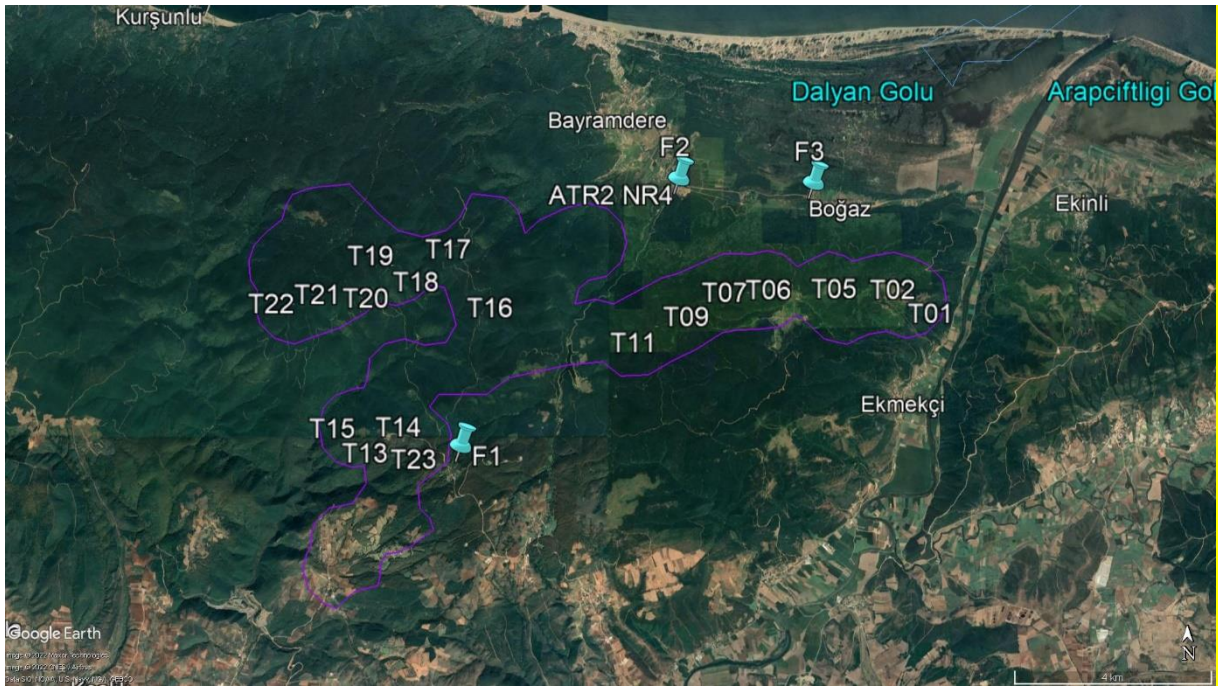 Kurşunlu
Dalyan Golu
Arapciftligi Gol
Bayramdere
F2
F3
ATR2 NR4
Boğaz
Ekinli
T19
T17
T18
T22
T21
T20
T16
T07
T06
T05
T02
T01
T09
T11
Ekmekçi
T15
T14
T13
T23
F1
Google Earth
4 km
N